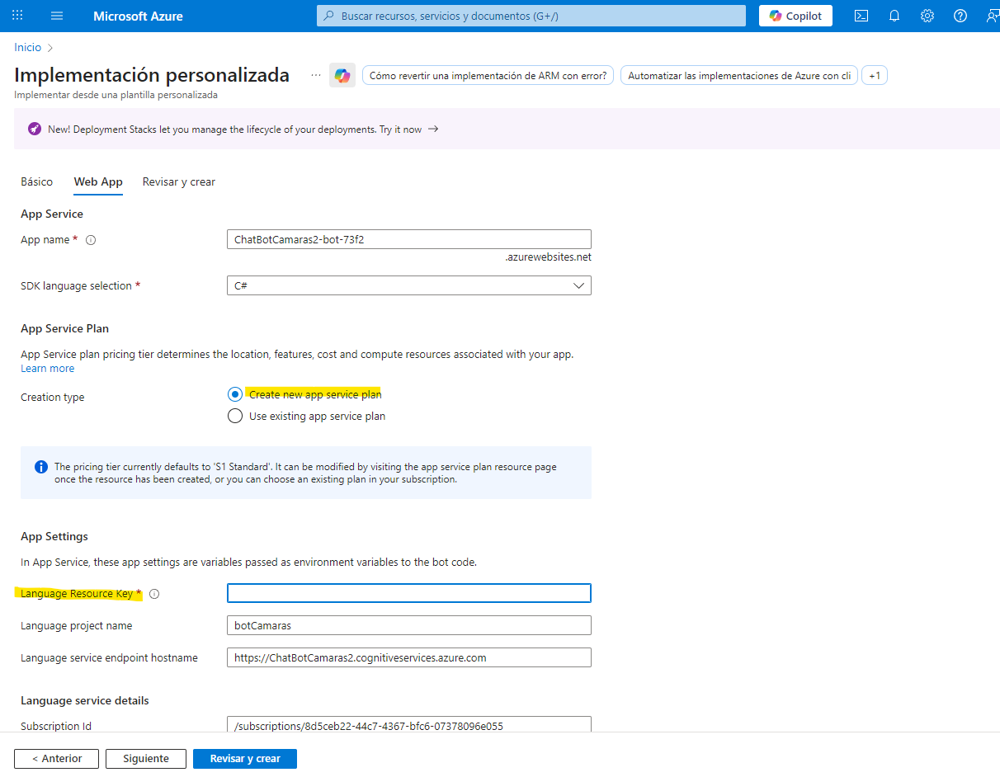 Microsoft Azure
Buscar recursos, servicios y documentos (G+/)
Copilot
Inicio
Implementación personalizada
...
Cómo revertir una implementación de ARM con error?
Automatizar las implementaciones de Azure con cli
+1
Implementar desde una plantilla personalizada
New! Deployment Stacks let you manage the lifecycle of your deployments. Try it now →
Básico
Web App
Revisar y crear
App Service
App name *
ChatBotCamaras2-bot-73f2
.azurewebsites.net
SDK language selection *
C#
App Service Plan
App Service plan pricing tier determines the location, features, cost and compute resources associated with your app.
Learn more
Creation type
Create new app service plan
Use existing app service plan
The pricing tier currently defaults to 'S1 Standard'. It can be modified by visiting the app service plan resource page
once the resource has been created, or you can choose an existing plan in your subscription.
App Settings
In App Service, these app settings are variables passed as environment variables to the bot code.
Language Resource Key *
Language project name
botCamaras
Language service endpoint hostname
https://ChatBotCamaras2.cognitiveservices.azure.com
Language service details
Subscription Id
/subscriptions/8d5ceb22-44c7-4367-bfc6-07378096e055
< Anterior
Siguiente
Revisar y crear